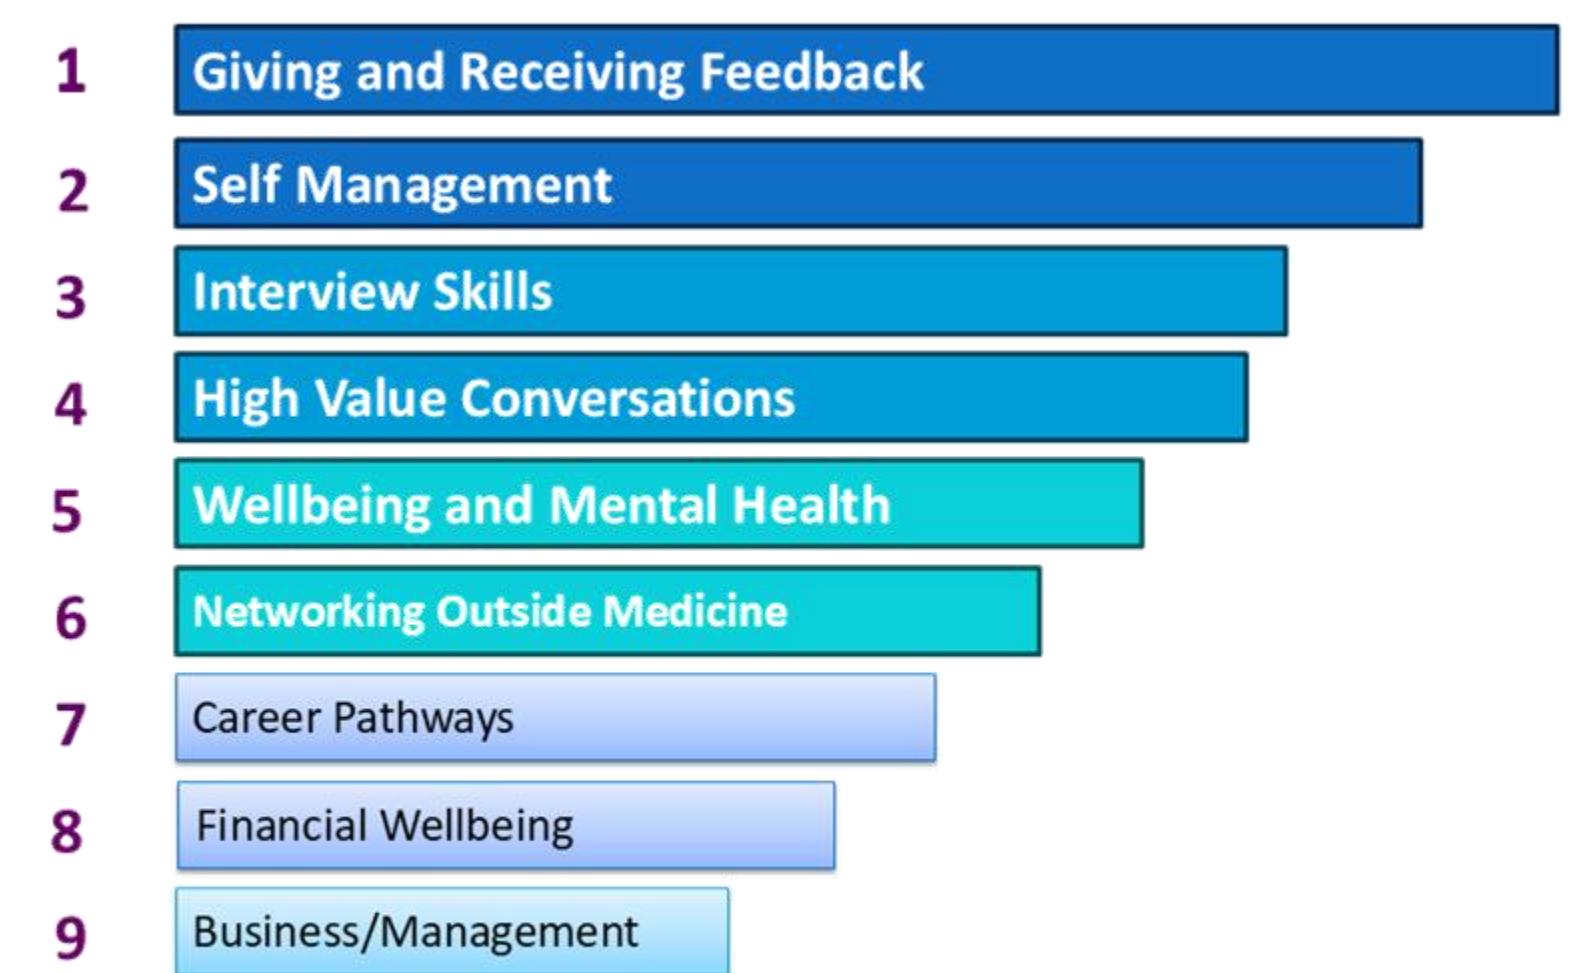 1 Giving and Receiving Feedback
2 Self Management
3 Interview Skills
4 High Value Conversations
5 Wellbeing and Mental Health
6 Networking Outside Medicine
7 Career Pathways
8 Financial Wellbeing
9 Business/Management